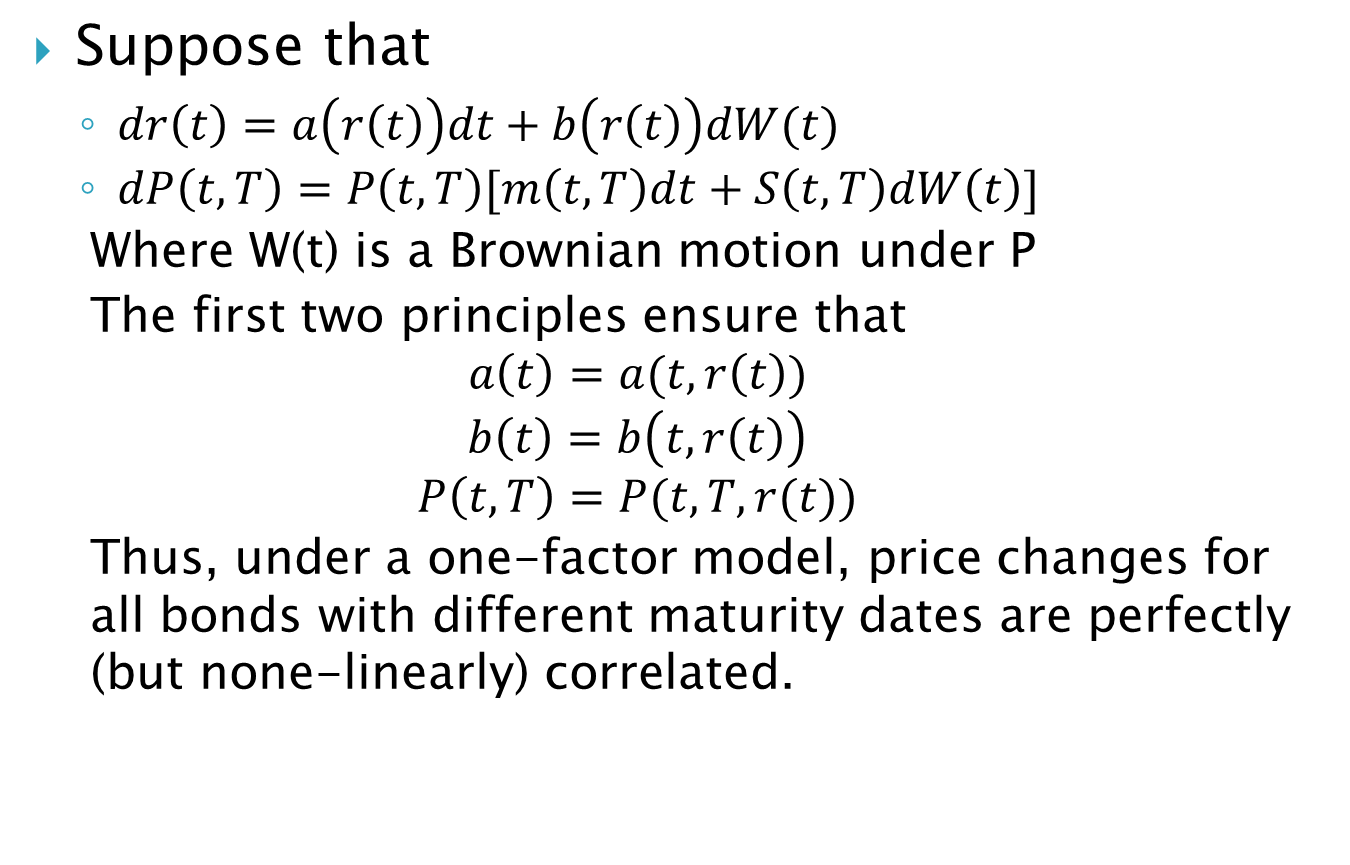 Suppose that
dr(t) = a(r(t))dt + b(r(t))dW(t)
dP(t,T) = P(t,T)[m(t,T)dt + S(t,T)dW(t)]
Where W(t) is a Brownian motion under P
The first two principles ensure that
a(t) = a(t,r(t))
b(t) = b(t,r(t))
P(t,T) = P(t,T,r(t))
Thus, under a one-factor model, price changes for
all bonds with different maturity dates are perfectly
(but none-linearly) correlated.